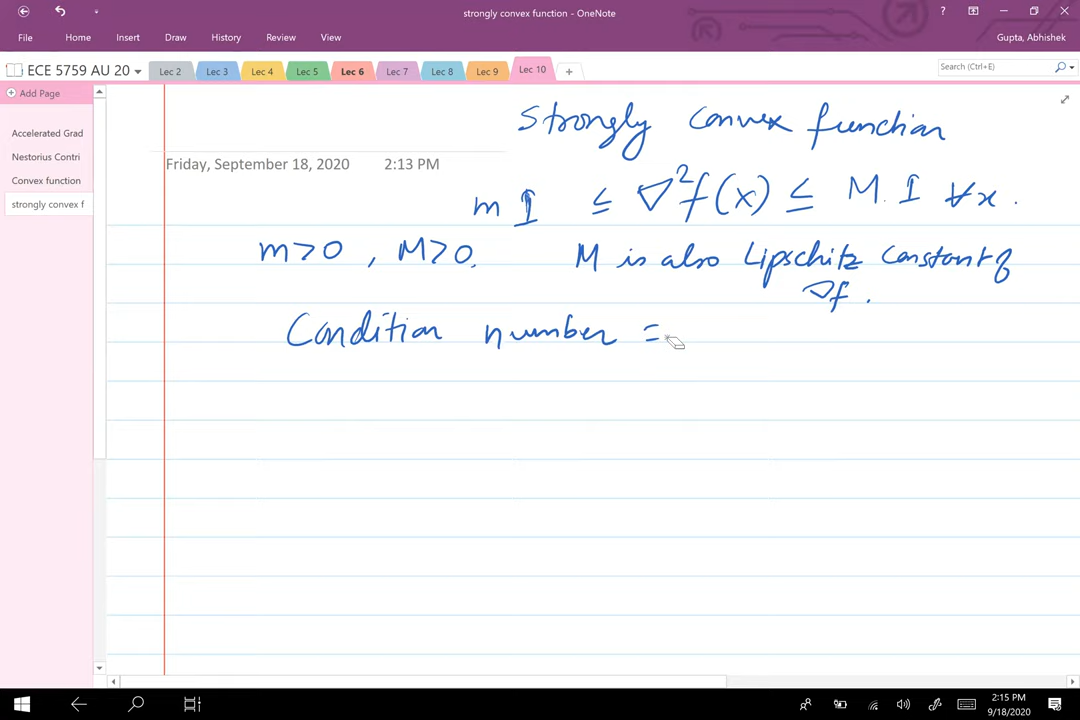 strongly convex function - OneNote
File Home Insert Draw History Review View
Gupta, Abhishek
ECE 5759 AU 20
Lec 2 Lec 3 Lec 4 Lec 5 Lec 6 Lec 7 Lec 8 Lec 9 Lec 10
Search (Ctrl+E)
Add Page
Accelerated Grad
Nestorius Contri
Convex function
strongly convex f
Strongly Convex function
Friday, September 18, 2020 2:13 PM
m I ≤ ∇²f(x) ≤ M. I ∀x.
m>0, M>0. M is also Lipschitz constant of
∇f.
Condition number =
2:15 PM
9/18/2020